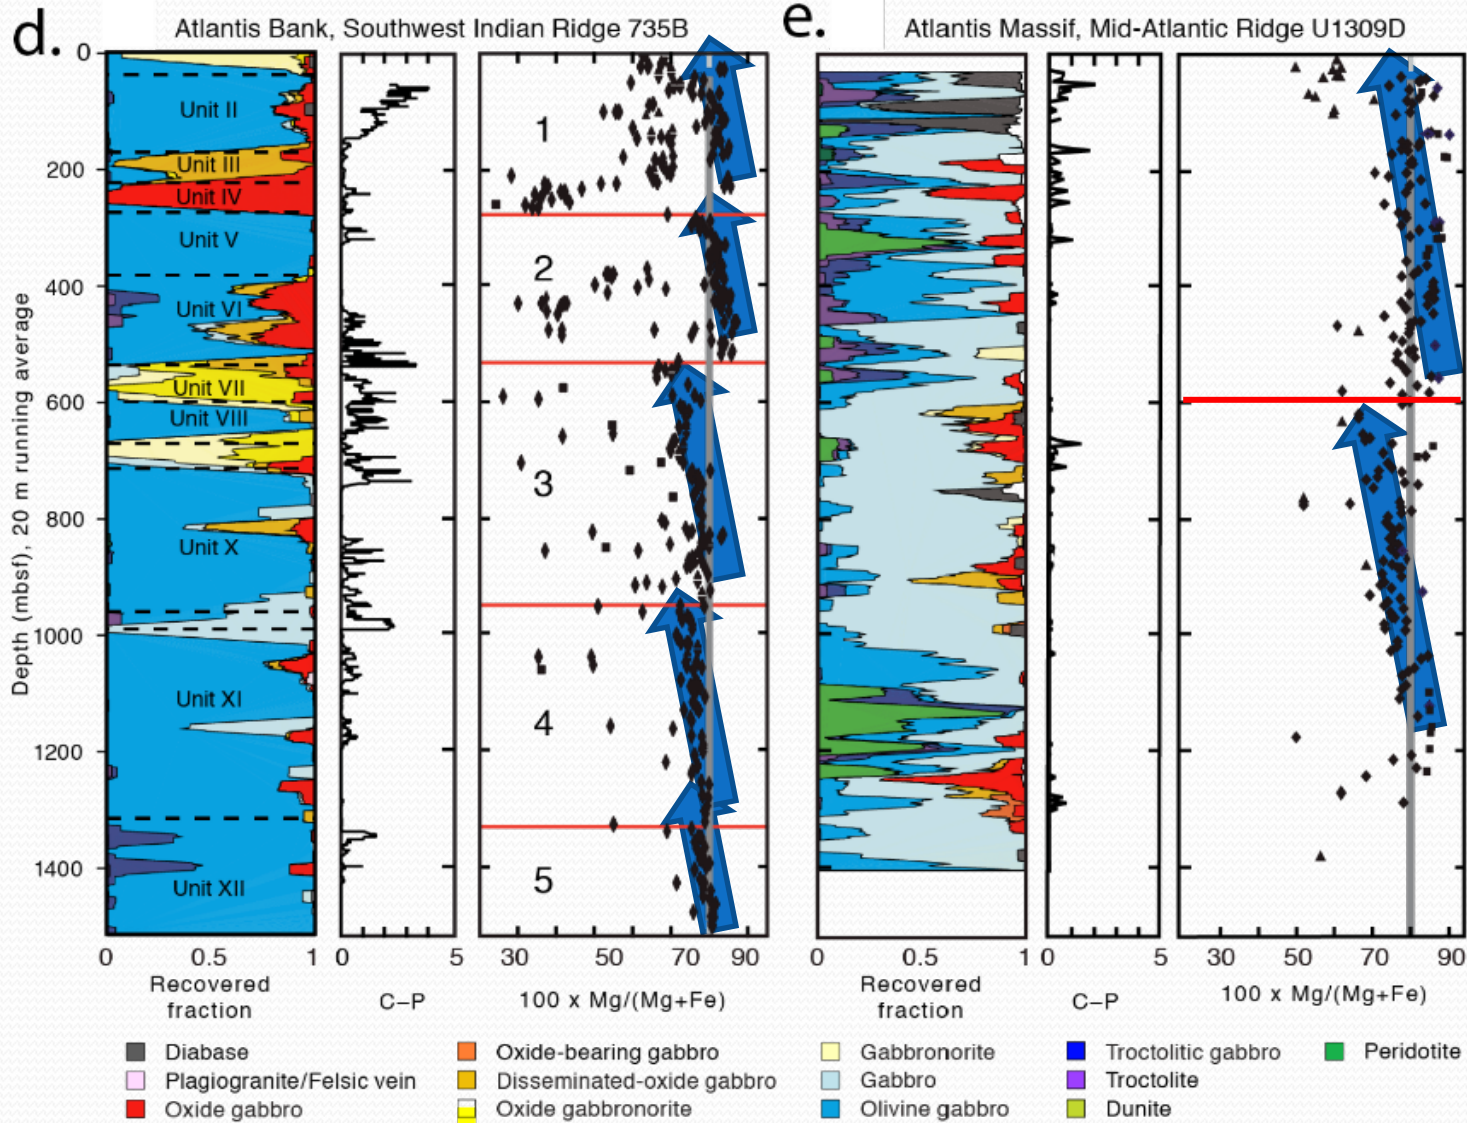 d.
Atlantis Bank, Southwest Indian Ridge 735B
e.
Atlantis Massif, Mid-Atlantic Ridge U1309D
Depth (mbsf), 20 m running average
0
200
400
600
800
1000
1200
1400
Unit II
Unit III
Unit IV
Unit V
Unit VI
Unit VII
Unit VIII
Unit X
Unit XI
Unit XII
1
2
3
4
5
0 0.5 1 0 5 30 50 70 90 0 0.5 1 0 5 30 50 70 90
Recovered
fraction
C–P
100 x Mg/(Mg+Fe)
Recovered
fraction
C–P
100 x Mg/(Mg+Fe)
Diabase
Plagiogranite/Felsic vein
Oxide gabbro
Oxide-bearing gabbro
Disseminated-oxide gabbro
Oxide gabbronorite
Gabbronorite
Gabbro
Olivine gabbro
Troctolitic gabbro
Troctolite
Dunite
Peridotite